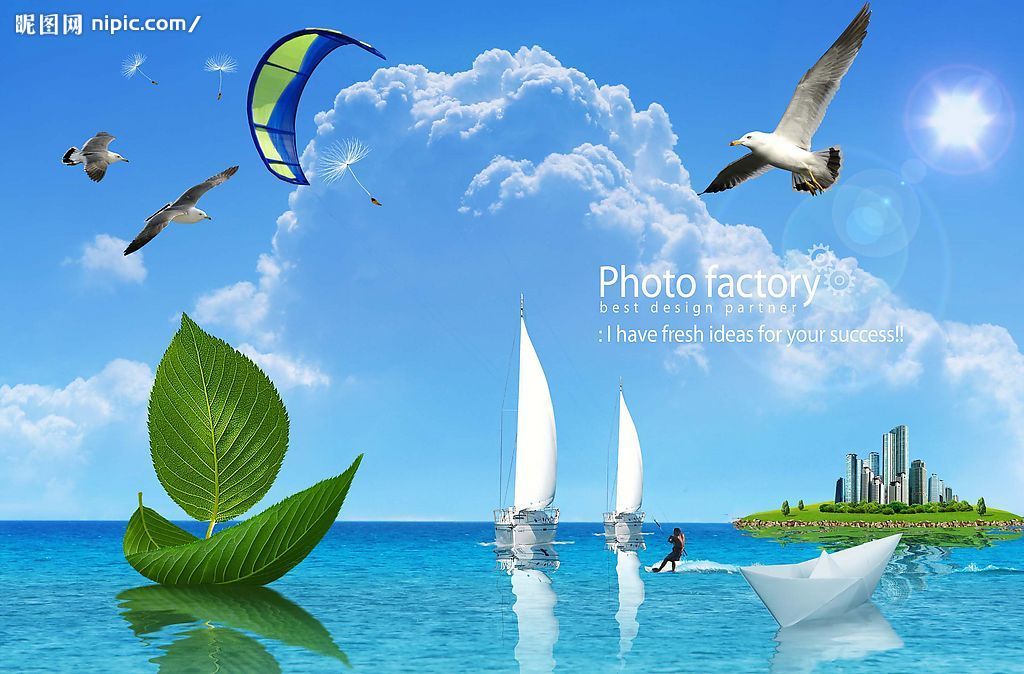 昵图网 nipic.com/
Photo factory
best design partner
: I have fresh ideas for your success!!